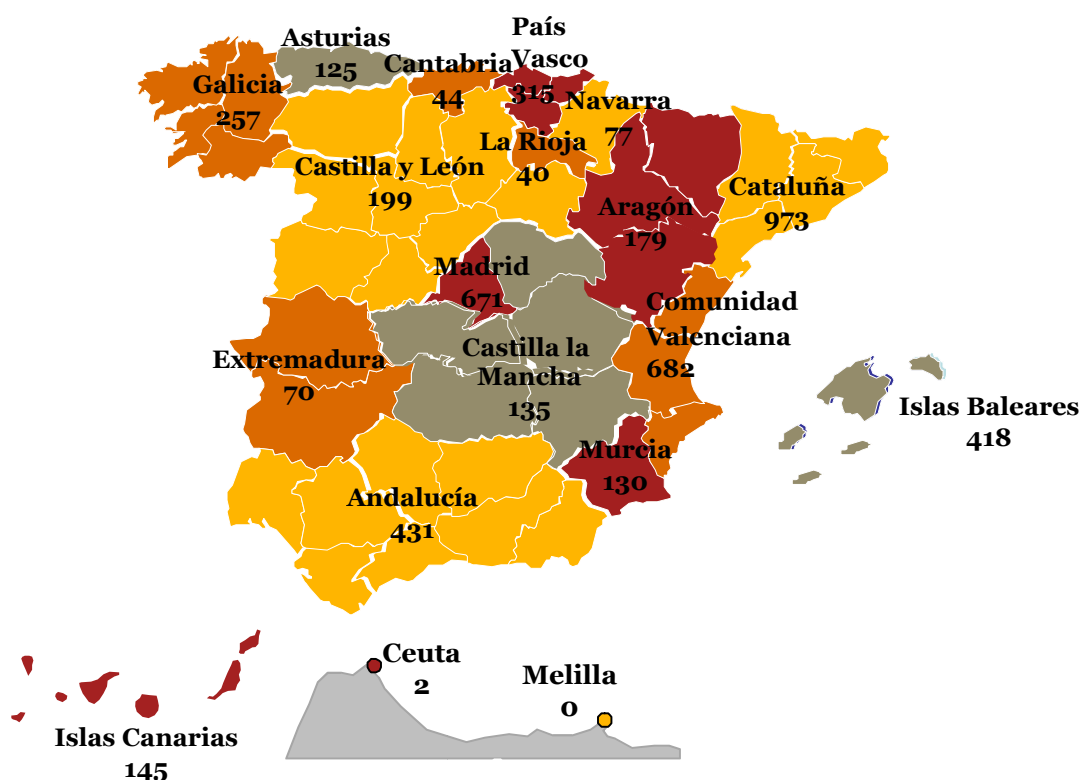 Asturias
125
País
Vasco
315
Cantabria
44
Galicia
257
Navarra
77
La Rioja
40
Castilla y León
199
Cataluña
973
Aragón
179
Madrid
671
Comunidad
Valenciana
682
Castilla la
Mancha
135
Extremadura
70
Islas Baleares
418
Murcia
130
Andalucía
431
Ceuta
2
Melilla
0
Islas Canarias
145